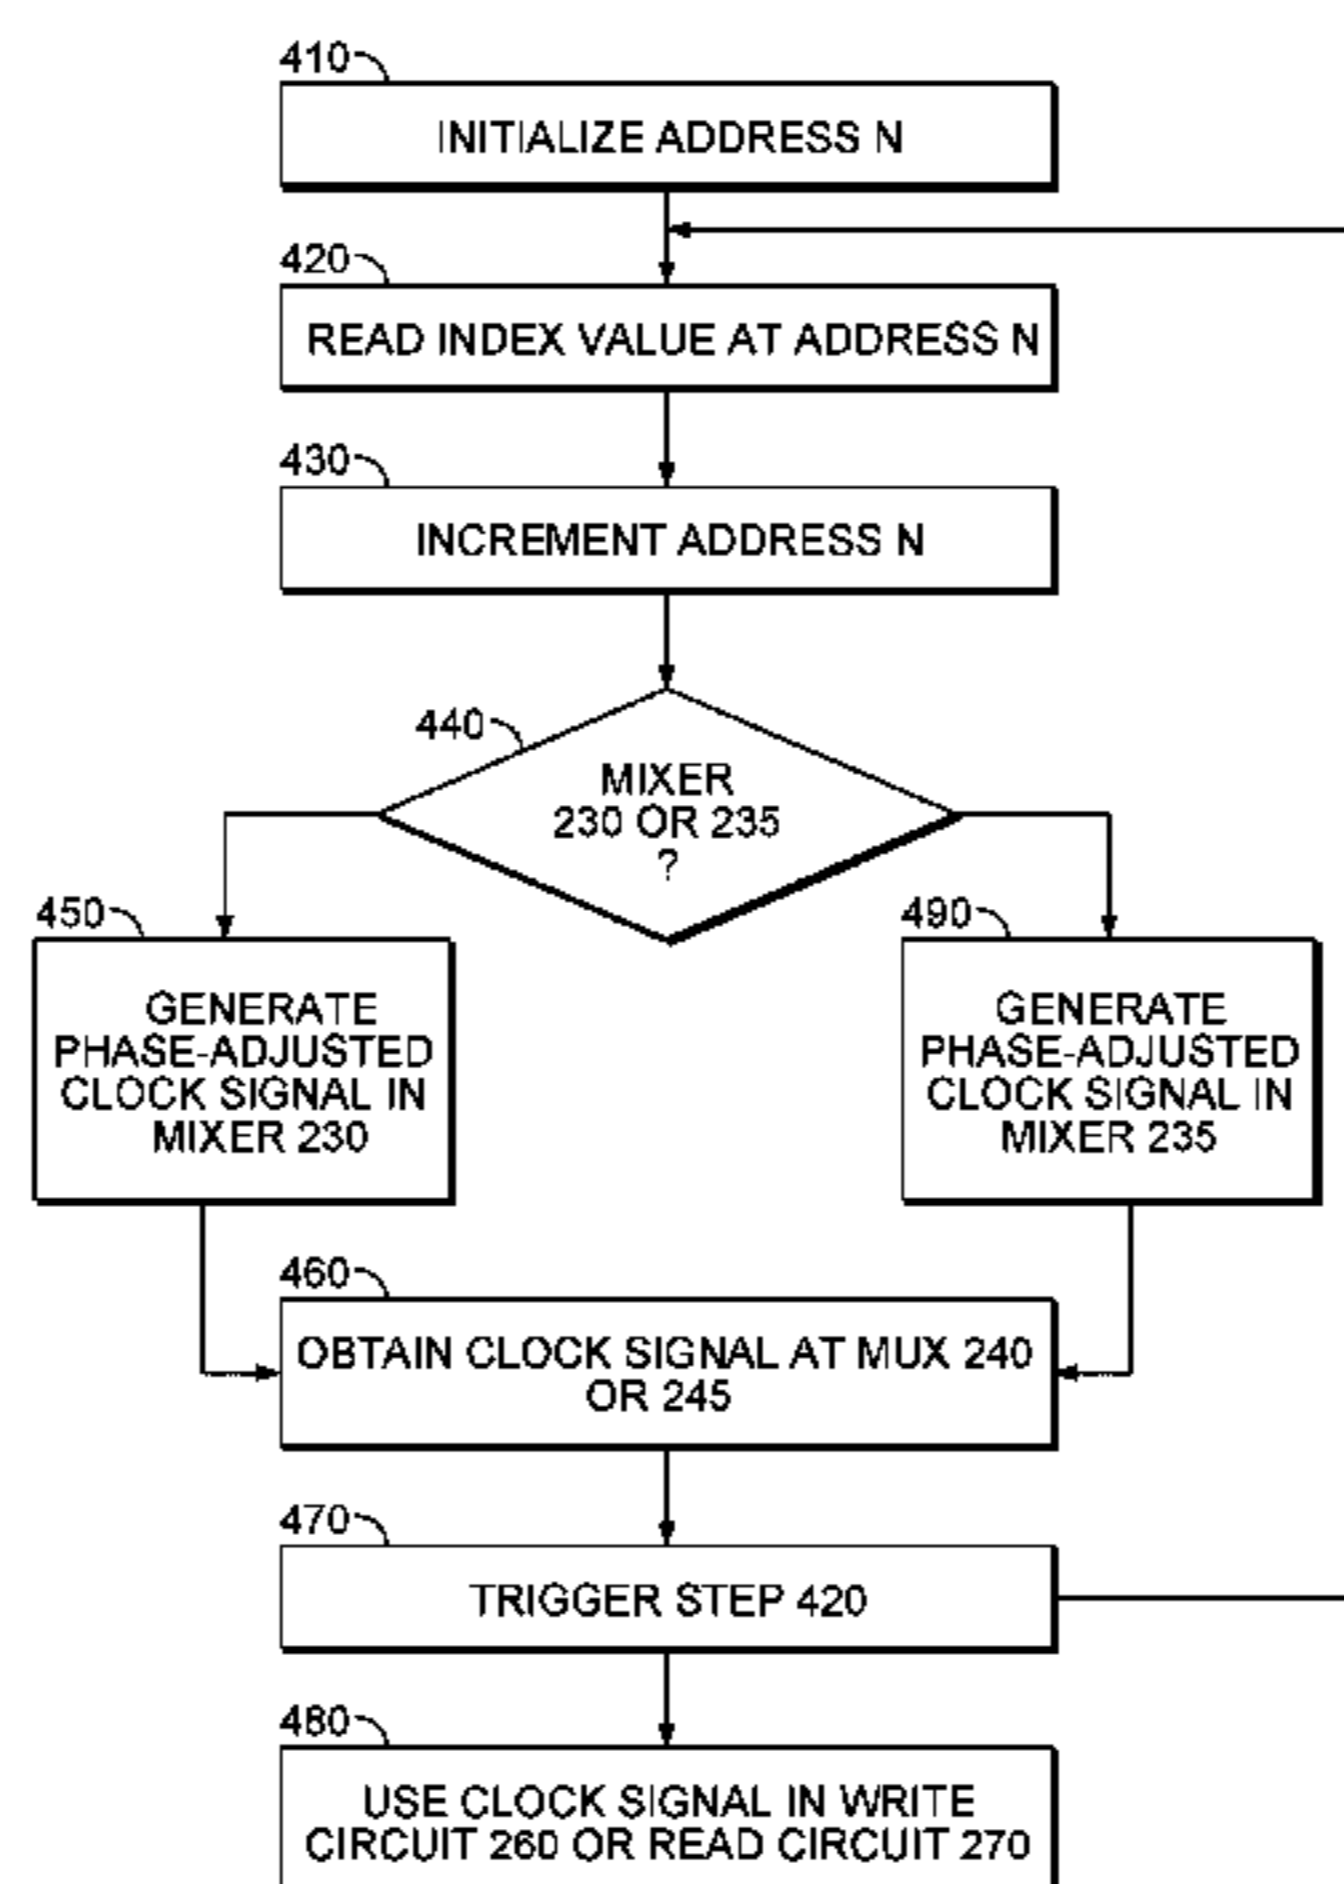 410
INITIALIZE ADDRESS N
420
READ INDEX VALUE AT ADDRESS N
430
INCREMENT ADDRESS N
440
MIXER
230 OR 235
?
450
GENERATE
PHASE-ADJUSTED
CLOCK SIGNAL IN
MIXER 230
490
GENERATE
PHASE-ADJUSTED
CLOCK SIGNAL IN
MIXER 235
460
OBTAIN CLOCK SIGNAL AT MUX 240
OR 245
470
TRIGGER STEP 420
480
USE CLOCK SIGNAL IN WRITE
CIRCUIT 260 OR READ CIRCUIT 270